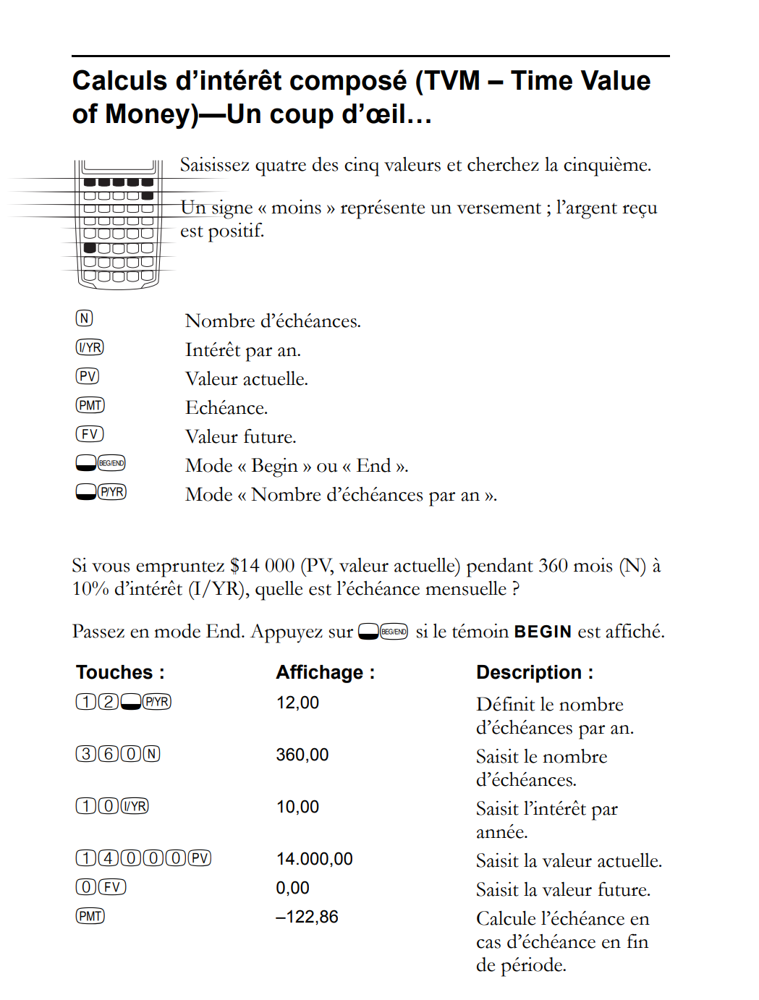 Calculs d’intérêt composé (TVM – Time Value
of Money)—Un coup d’œil…
Saisissez quatre des cinq valeurs et cherchez la cinquième.
Un signe « moins » représente un versement ; l’argent reçu
est positif.
N Nombre d’échéances.
I/YR Intérêt par an.
PV Valeur actuelle.
PMT Echéance.
FV Valeur future.
BEG/END Mode « Begin » ou « End ».
P/YR Mode « Nombre d’échéances par an ».
Si vous empruntez $14 000 (PV, valeur actuelle) pendant 360 mois (N) à
10% d’intérêt (I/YR), quelle est l’échéance mensuelle ?
Passez en mode End. Appuyez sur BEG/END si le témoin BEGIN est affiché.
Touches : Affichage : Description :
1 2 P/YR 12,00 Définit le nombre
d’échéances par an.
3 6 0 N 360,00 Saisit le nombre
d’échéances.
1 0 I/YR 10,00 Saisit l’intérêt par
année.
1 4 0 0 0 PV 14.000,00 Saisit la valeur actuelle.
0 FV 0,00 Saisit la valeur future.
PMT –122,86 Calcule l’échéance en
cas d’échéance en fin
de période.